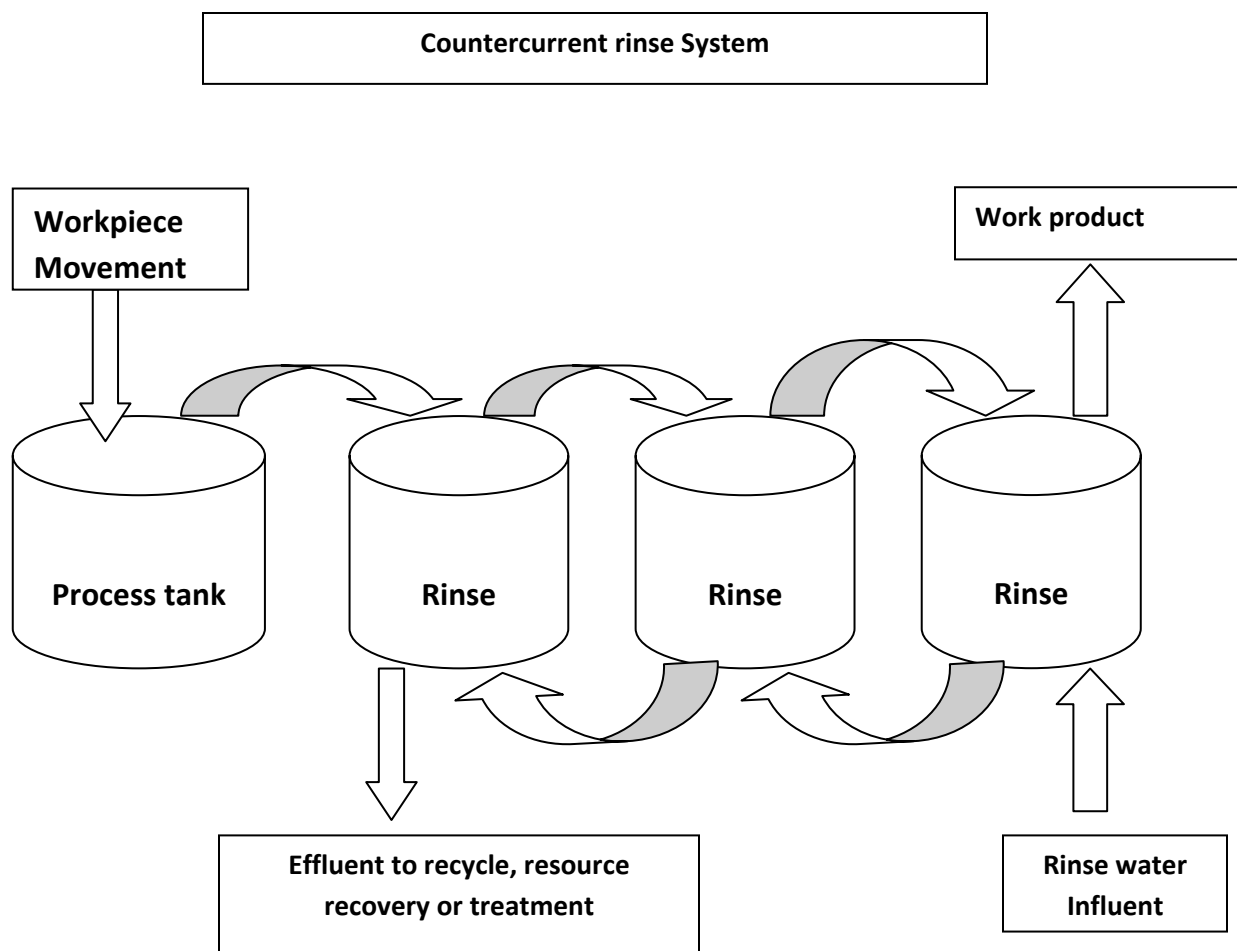 Countercurrent rinse System
Workpiece
Movement
Work product
Process tank
Rinse
Rinse
Rinse
Effluent to recycle, resource
recovery or treatment
Rinse water
Influent